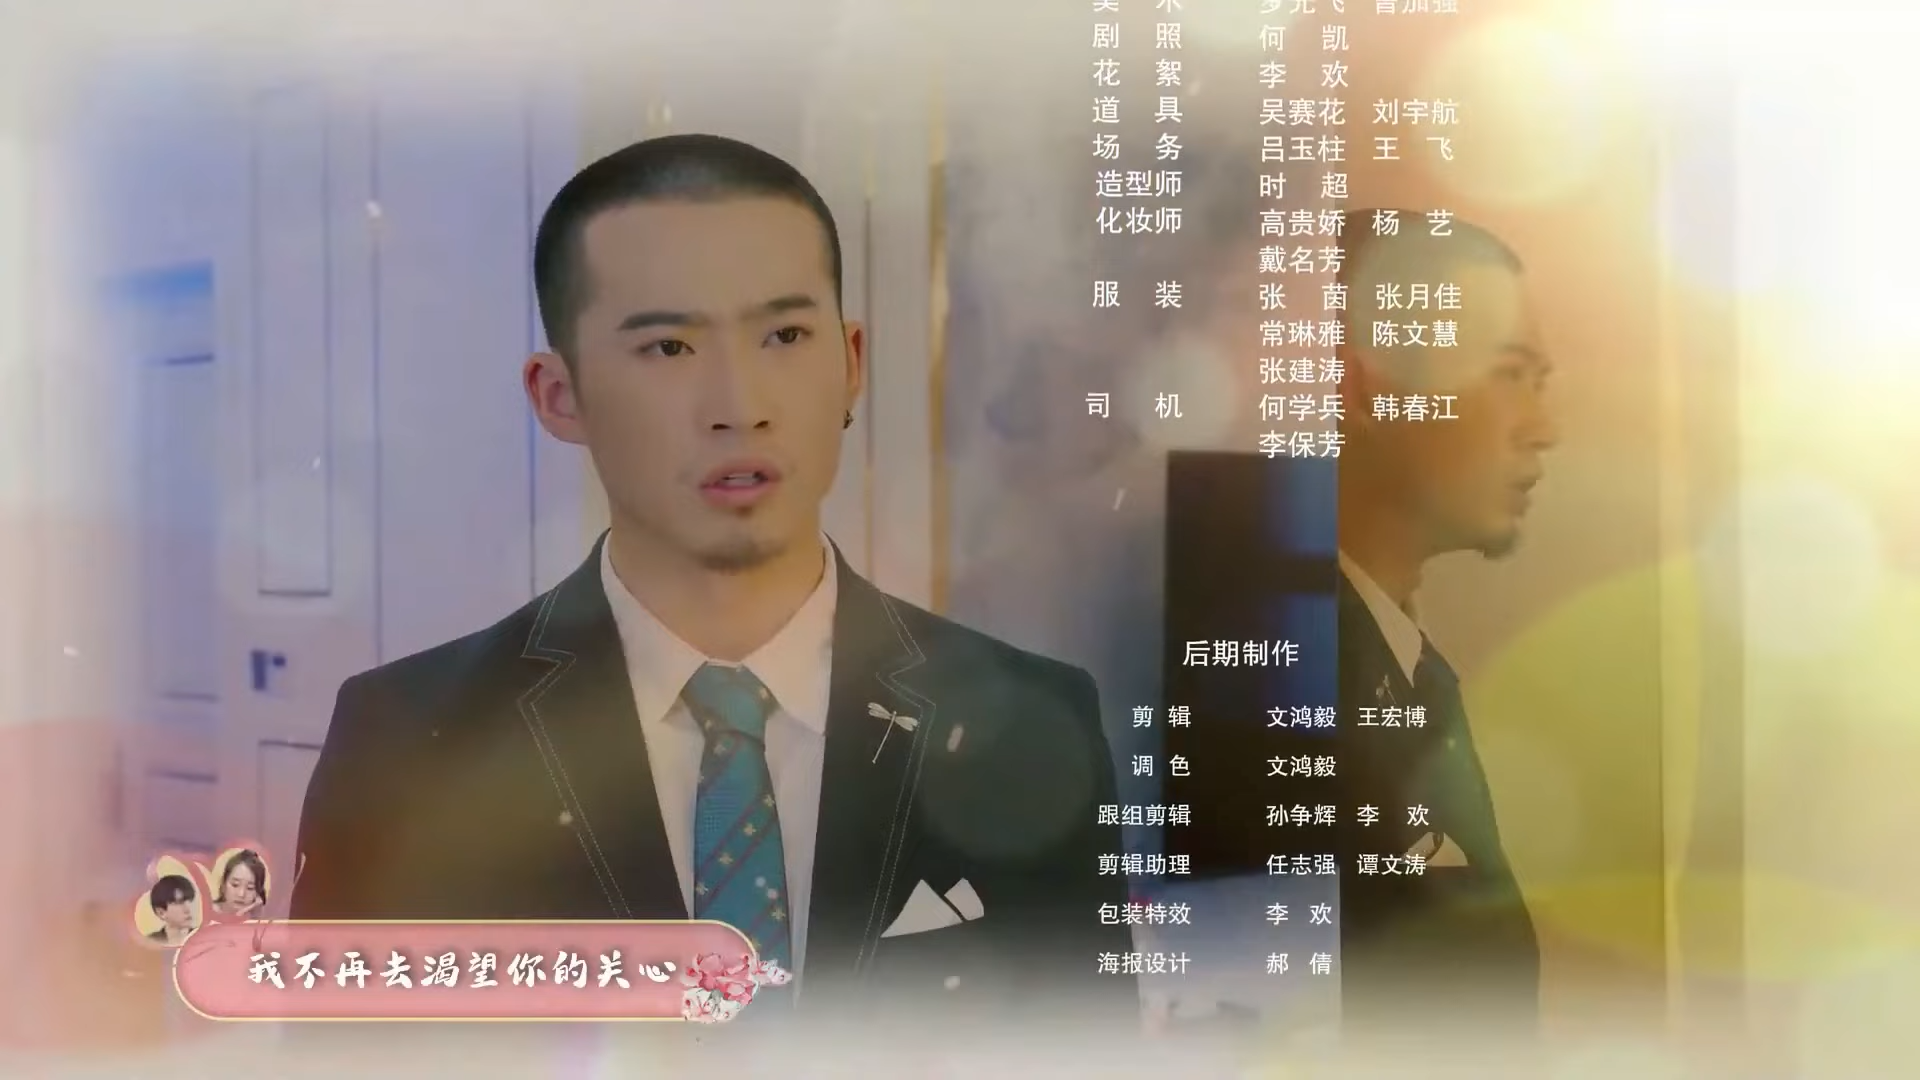 剧 照 何 凯
花 絮 李 欢
道 具 吴赛花 刘宇航
场 务 吕玉柱 王 飞
造型师 时 超
化妆师 高贵娇 杨 艺
戴名芳
服 装 张 茵 张月佳
常琳雅 陈文慧
张建涛
司 机 何学兵 韩春江
李保芳
后期制作
剪 辑 文鸿毅 王宏博
调 色 文鸿毅
跟组剪辑 孙争辉 李 欢
剪辑助理 任志强 谭文涛
包装特效 李 欢
海报设计 郝 倩
我不再去渴望你的关心